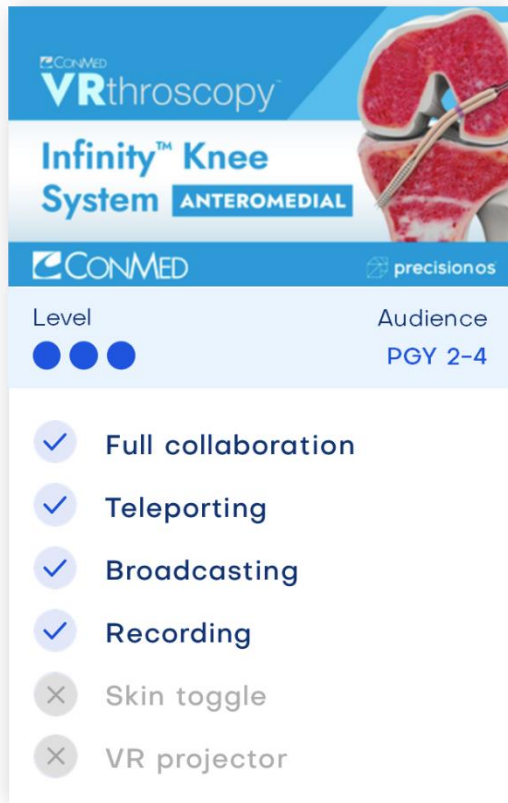 CONMED
VRthroscopy™
Infinity™ Knee
System ANTEROMEDIAL
CONMED precisionos
Level Audience
PGY 2-4
Full collaboration
Teleporting
Broadcasting
Recording
Skin toggle
VR projector